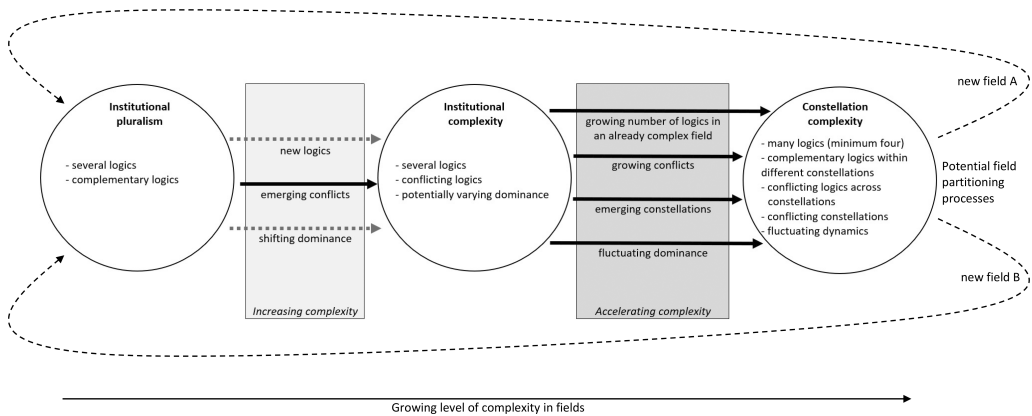 new field A
Institutional
pluralism
- several logics
- complementary logics
new logics
emerging conflicts
shifting dominance
Increasing complexity
Institutional
complexity
- several logics
- conflicting logics
- potentially varying dominance
growing number of logics in
an already complex field
growing conflicts
emerging constellations
fluctuating dominance
Accelerating complexity
Constellation
complexity
- many logics (minimum four)
- complementary logics within
different constellations
- conflicting logics across
constellations
- conflicting constellations
- fluctuating dynamics
Potential field
partitioning
processes
new field B
Growing level of complexity in fields